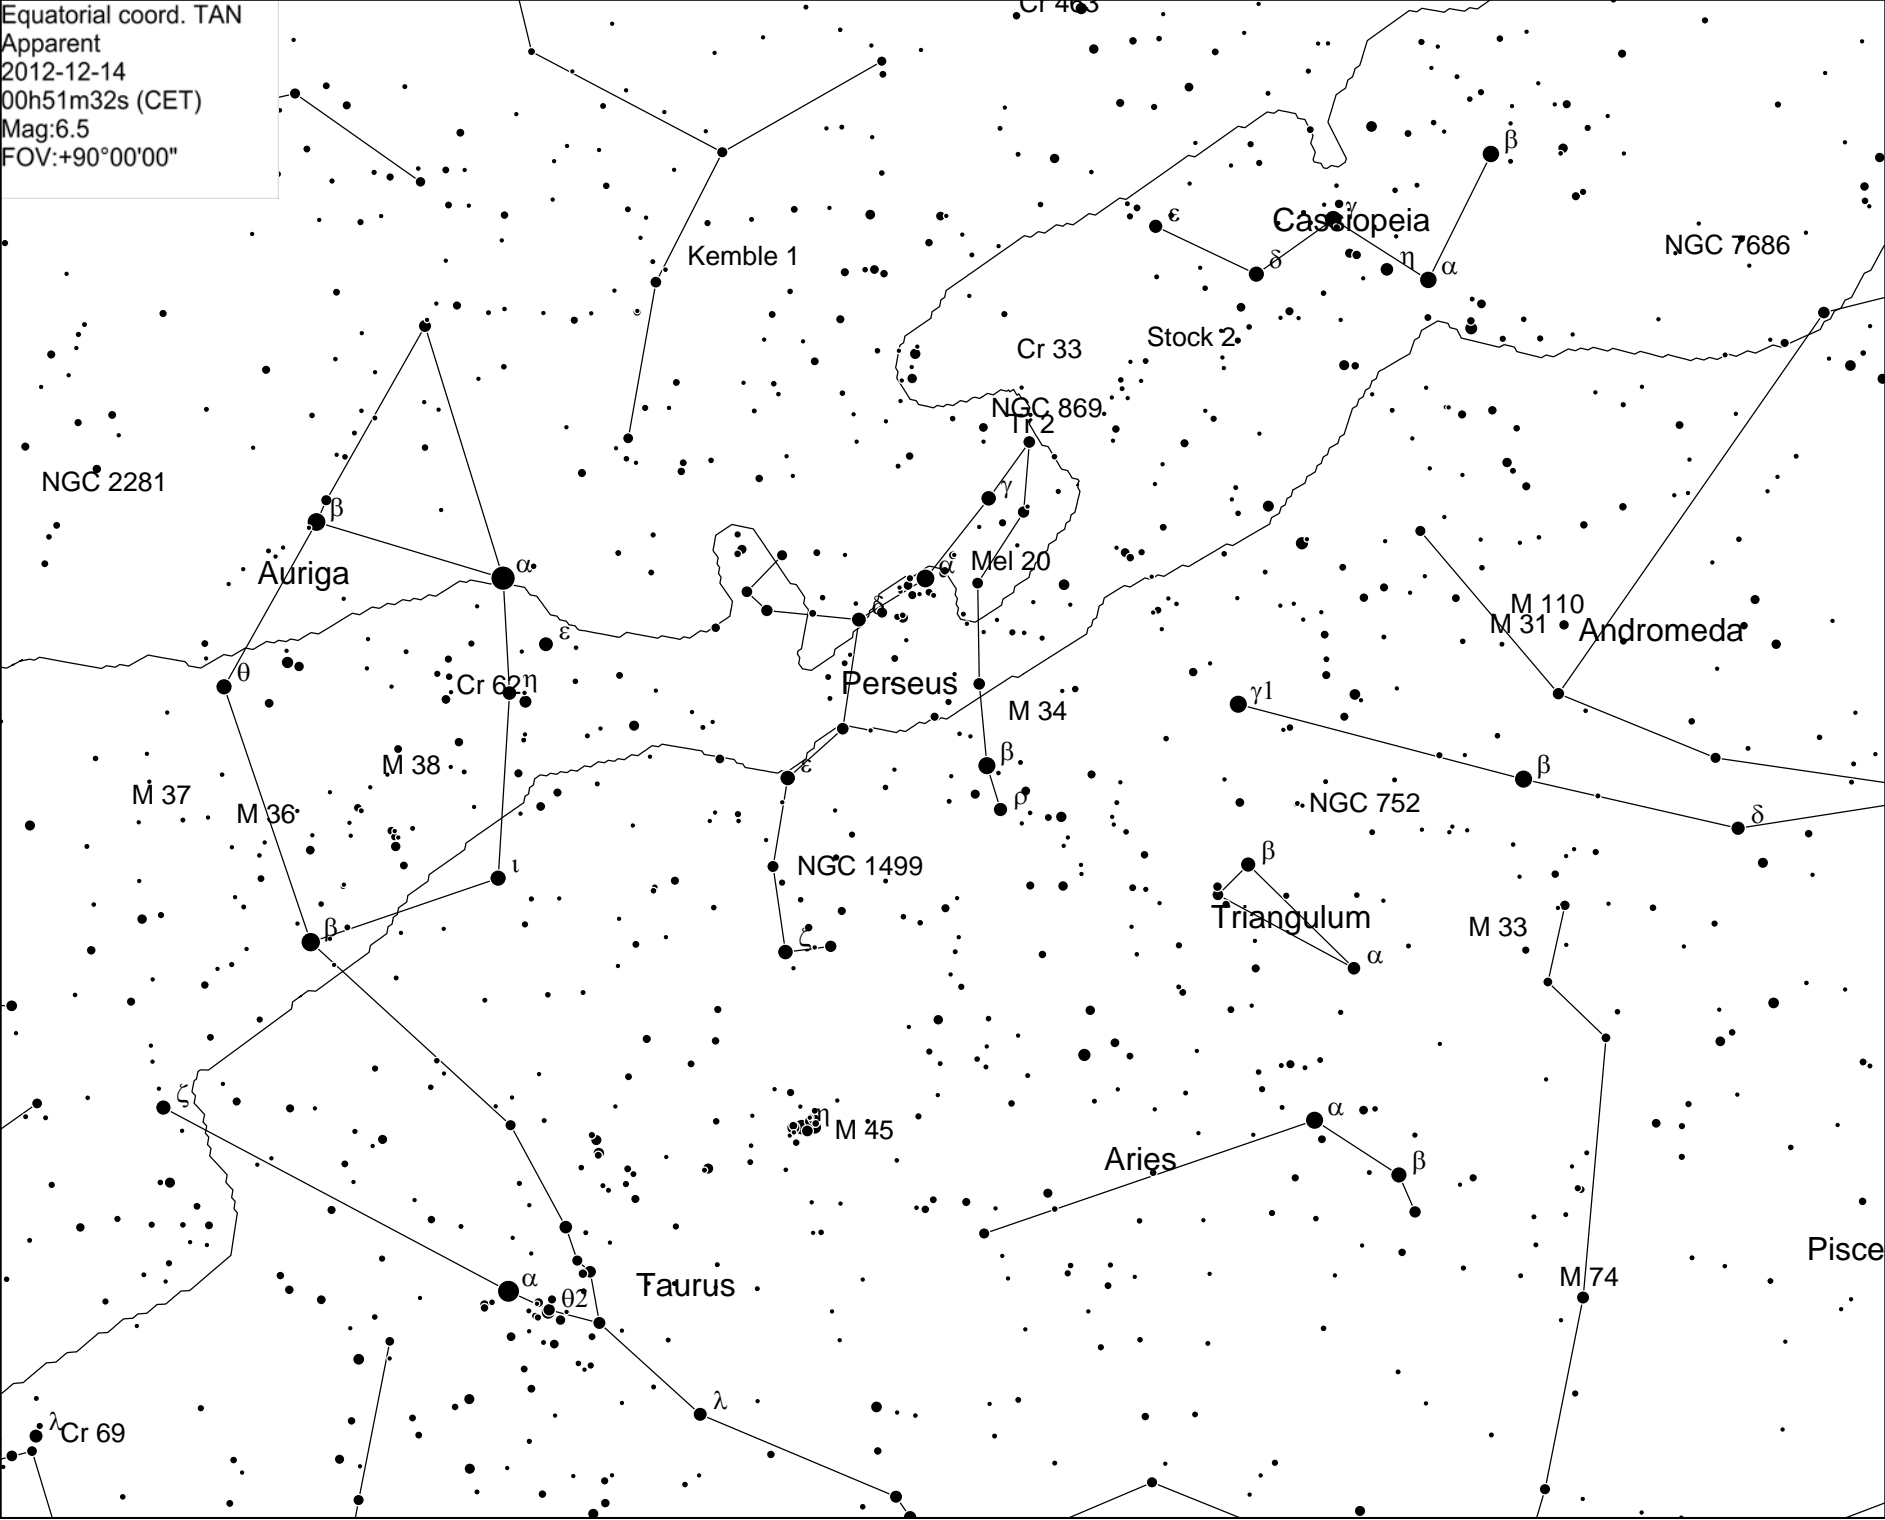 Equatorial coord. TAN
Apparent
2012-12-14
00h51m32s (CET)
Mag:6.5
FOV:+90°00'00"
Cr 463
β
Cassiopeia
γ
ε
δ
η
α
NGC 7686
Kemble 1
Stock 2
Cr 33
NGC 869
Tr 2
NGC 2281
β
γ
α
Auriga
Mel 20
α
δ
ε
M 110
M 31
Andromeda
θ
Cr 62
η
Perseus
γ1
M 34
M 38
ε
β
β
M 37
M 36
ρ
NGC 752
δ
ι
NGC 1499
β
Triangulum
M 33
β
ζ
α
ζ
η
M 45
α
Aries
β
Pisce
α
θ2
Taurus
M 74
λ
λ
Cr 69